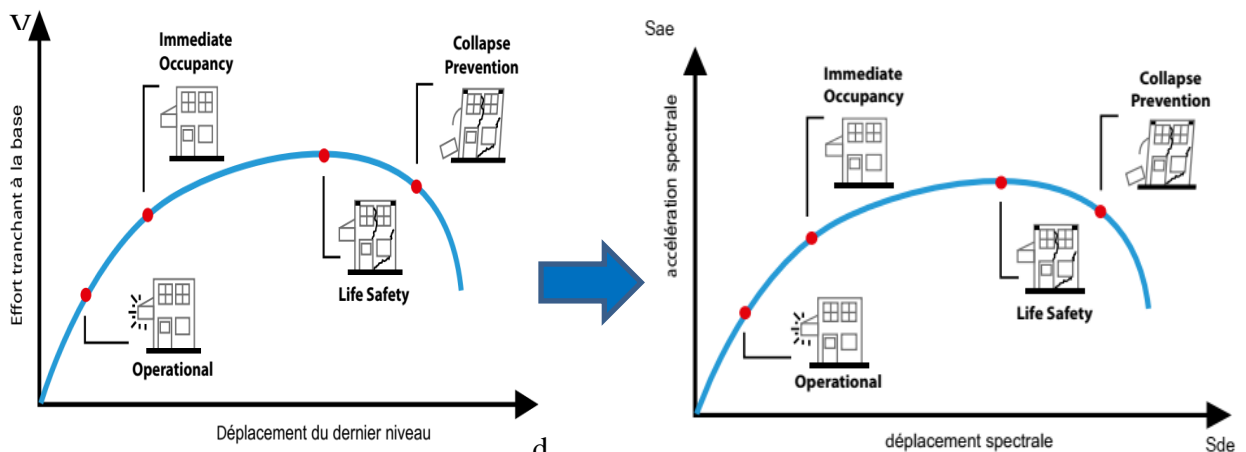 V
Effort tranchant à la base
Immediate
Occupancy
Collapse
Prevention
Life Safety
Operational
Déplacement du dernier niveau
d
Sae
accélération spectrale
Immediate
Occupancy
Collapse
Prevention
Life Safety
Operational
déplacement spectrale
Sde